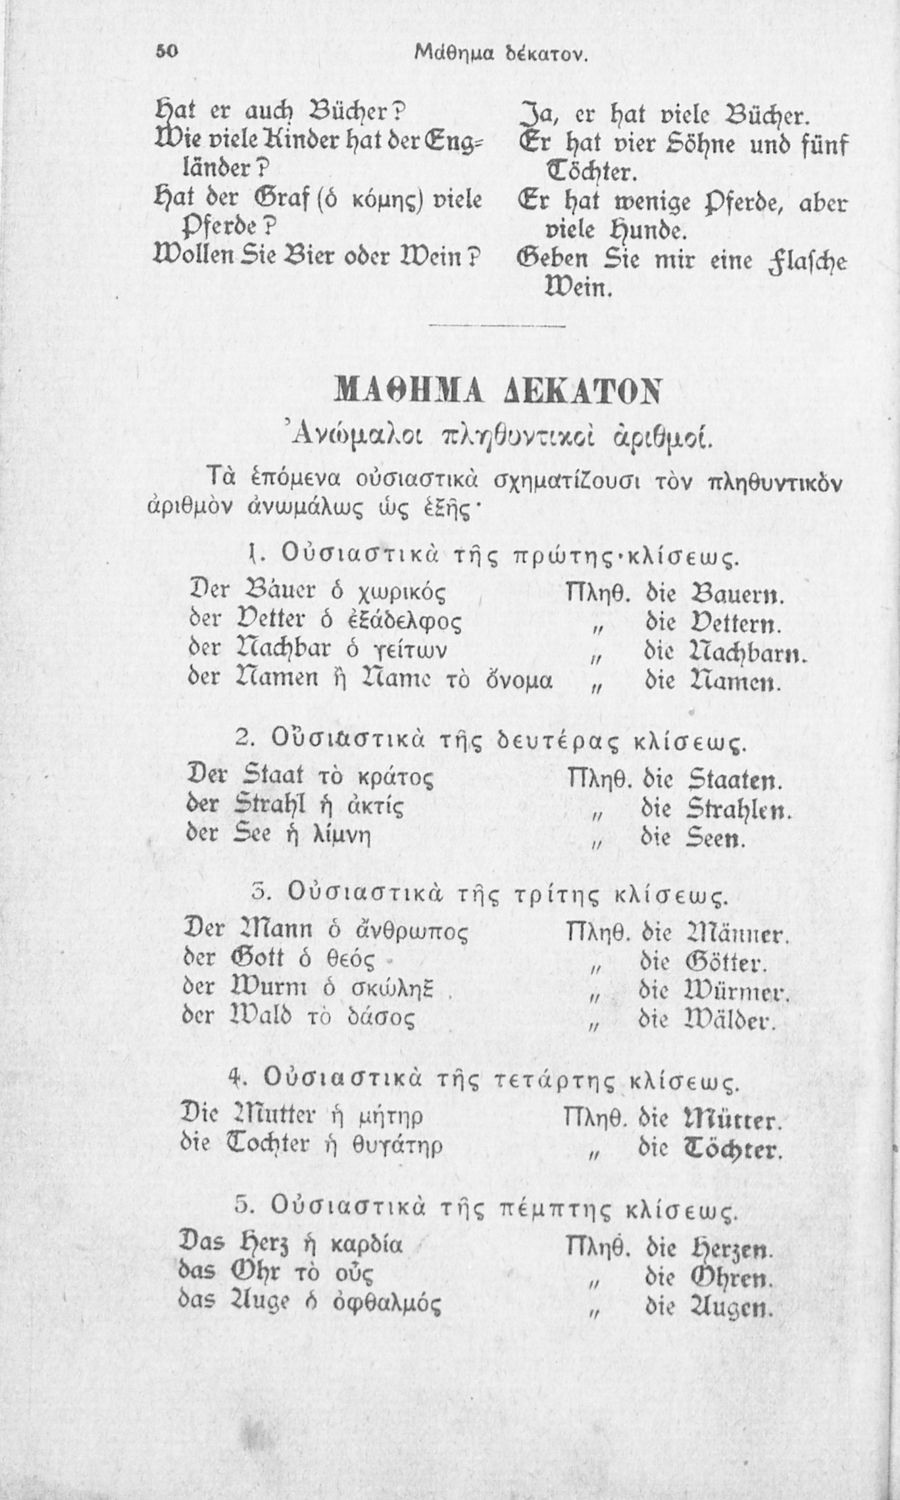 50
Μάθημα δέκατον.
Hat er auch Bücher?
Wie viele Kinder hat der Eng-
länder?
Hat der Graf (ὁ κόμης) viele
Pferde?
Wollen Sie Bier oder Wein?
Ja, er hat viele Bücher.
Er hat vier Söhne und fünf
Töchter.
Er hat wenige Pferde, aber
viele Hunde.
Geben Sie mir eine Flasche
Wein.
ΜΑΘΗΜΑ ΔΕΚΑΤΟΝ
Ἀνώμαλοι πληθυντικοὶ ἀριθμοί.
Τὰ ἑπόμενα οὐσιαστικὰ σχηματίζουσι τὸν πληθυντικὸν
ἀριθμὸν ἀνωμάλως ὡς ἑξῆς·
1. Οὐσιαστικὰ τῆς πρώτης κλίσεως.
Der Bauer ὁ χωρικός Πληθ. die Bauern.
der Vetter ὁ ἐξάδελφος „ die Vettern.
der Nachbar ὁ γείτων „ die Nachbarn.
der Namen ἢ Name τὸ ὄνομα „ die Namen.
2. Οὐσιαστικὰ τῆς δευτέρας κλίσεως.
Der Staat τὸ κράτος Πληθ. die Staaten.
der Strahl ἡ ἀκτίς „ die Strahlen.
der See ἡ λίμνη „ die Seen.
3. Οὐσιαστικὰ τῆς τρίτης κλίσεως.
Der Mann ὁ ἄνθρωπος Πληθ. die Männer.
der Gott ὁ θεός „ die Götter.
der Wurm ὁ σκώληξ „ die Würmer.
der Wald τὸ δάσος „ die Wälder.
4. Οὐσιαστικὰ τῆς τετάρτης κλίσεως.
Die Mutter ἡ μήτηρ Πληθ. die Mütter.
die Tochter ἡ θυγάτηρ „ die Töchter.
5. Οὐσιαστικὰ τῆς πέμπτης κλίσεως.
Das Herz ἡ καρδία Πληθ. die Herzen.
das Ohr τὸ οὖς „ die Ohren.
das Auge ὁ ὀφθαλμός „ die Augen.